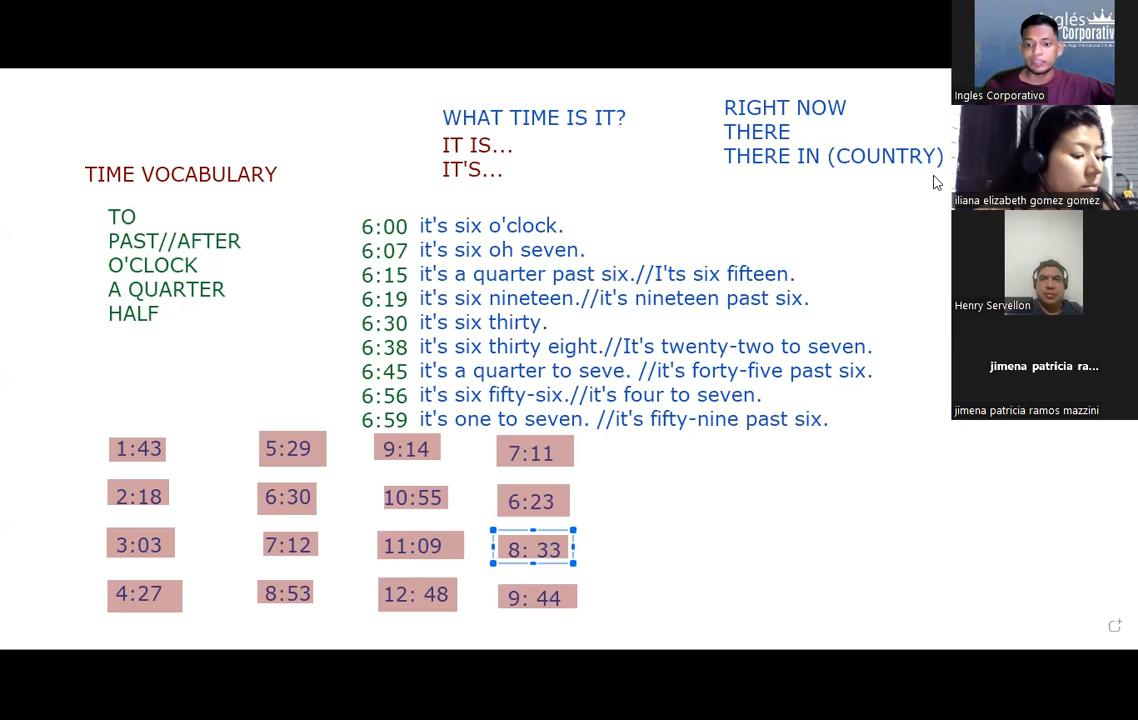 WHAT TIME IS IT?
IT IS...
IT'S...
RIGHT NOW
THERE
THERE IN (COUNTRY)
TIME VOCABULARY
TO
PAST//AFTER
O'CLOCK
A QUARTER
HALF
6:00 it's six o'clock.
6:07 it's six oh seven.
6:15 it's a quarter past six.//I'ts six fifteen.
6:19 it's six nineteen.//it's nineteen past six.
6:30 it's six thirty.
6:38 it's six thirty eight.//It's twenty-two to seven.
6:45 it's a quarter to seve. //it's forty-five past six.
6:56 it's six fifty-six.//it's four to seven.
6:59 it's one to seven. //it's fifty-nine past six.
1:43 5:29 9:14 7:11
2:18 6:30 10:55 6:23
3:03 7:12 11:09 8: 33
4:27 8:53 12: 48 9: 44
inglés
Corporativ
Ingles Corporativo
iliana elizabeth gomez gomez
Henry Servellon
jimena patricia ra...
jimena patricia ramos mazzini